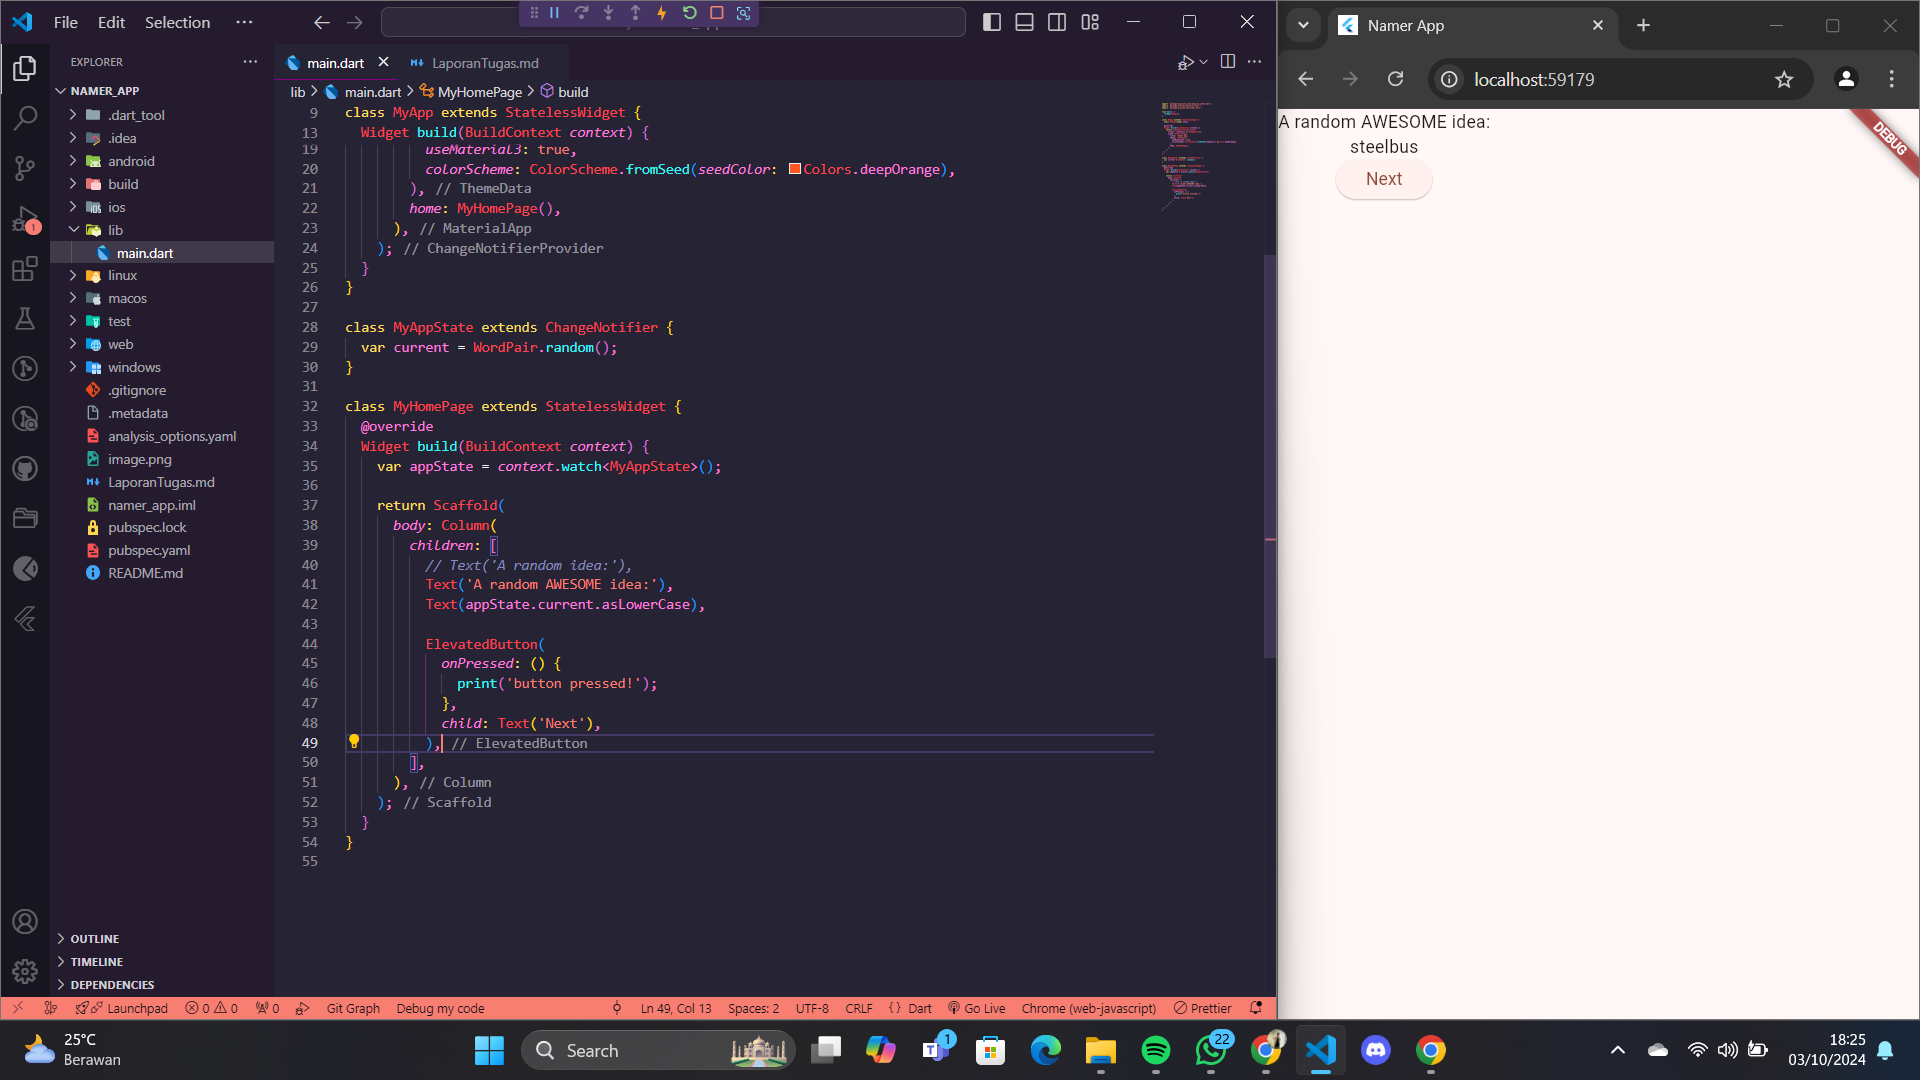 File Edit Selection ···
EXPLORER
NAMER_APP
.dart_tool
.idea
android
build
ios
lib
main.dart
linux
macos
test
web
windows
.gitignore
.metadata
analysis_options.yaml
image.png
LaporanTugas.md
namer_app.iml
pubspec.lock
pubspec.yaml
README.md
OUTLINE
TIMELINE
DEPENDENCIES
1
main.dart
LaporanTugas.md
lib > main.dart > MyHomePage > build
9 class MyApp extends StatelessWidget {
13 Widget build(BuildContext context) {
19 useMaterial3: true,
20 colorScheme: ColorScheme.fromSeed(seedColor: Colors.deepOrange),
21 ), // ThemeData
22 home: MyHomePage(),
23 ), // MaterialApp
24 ); // ChangeNotifierProvider
25 }
26 }
27
28 class MyAppState extends ChangeNotifier {
29 var current = WordPair.random();
30 }
31
32 class MyHomePage extends StatelessWidget {
33 @override
34 Widget build(BuildContext context) {
35 var appState = context.watch<MyAppState>();
36
37 return Scaffold(
38 body: Column(
39 children: [
40 // Text('A random idea:'),
41 Text('A random AWESOME idea:'),
42 Text(appState.current.asLowerCase),
43
44 ElevatedButton(
45 onPressed: () {
46 print('button pressed!');
47 },
48 child: Text('Next'),
49 ), // ElevatedButton
50 ],
51 ), // Column
52 ); // Scaffold
53 }
54 }
55
Launchpad 0 0 0 Git Graph Debug my code Ln 49, Col 13 Spaces: 2 UTF-8 CRLF {} Dart Go Live Chrome (web-javascript) Prettier
Namer App
localhost:59179
A random AWESOME idea:
steelbus
Next
DEBUG
25°C
Berawan
Search
1
22
18:25
03/10/2024